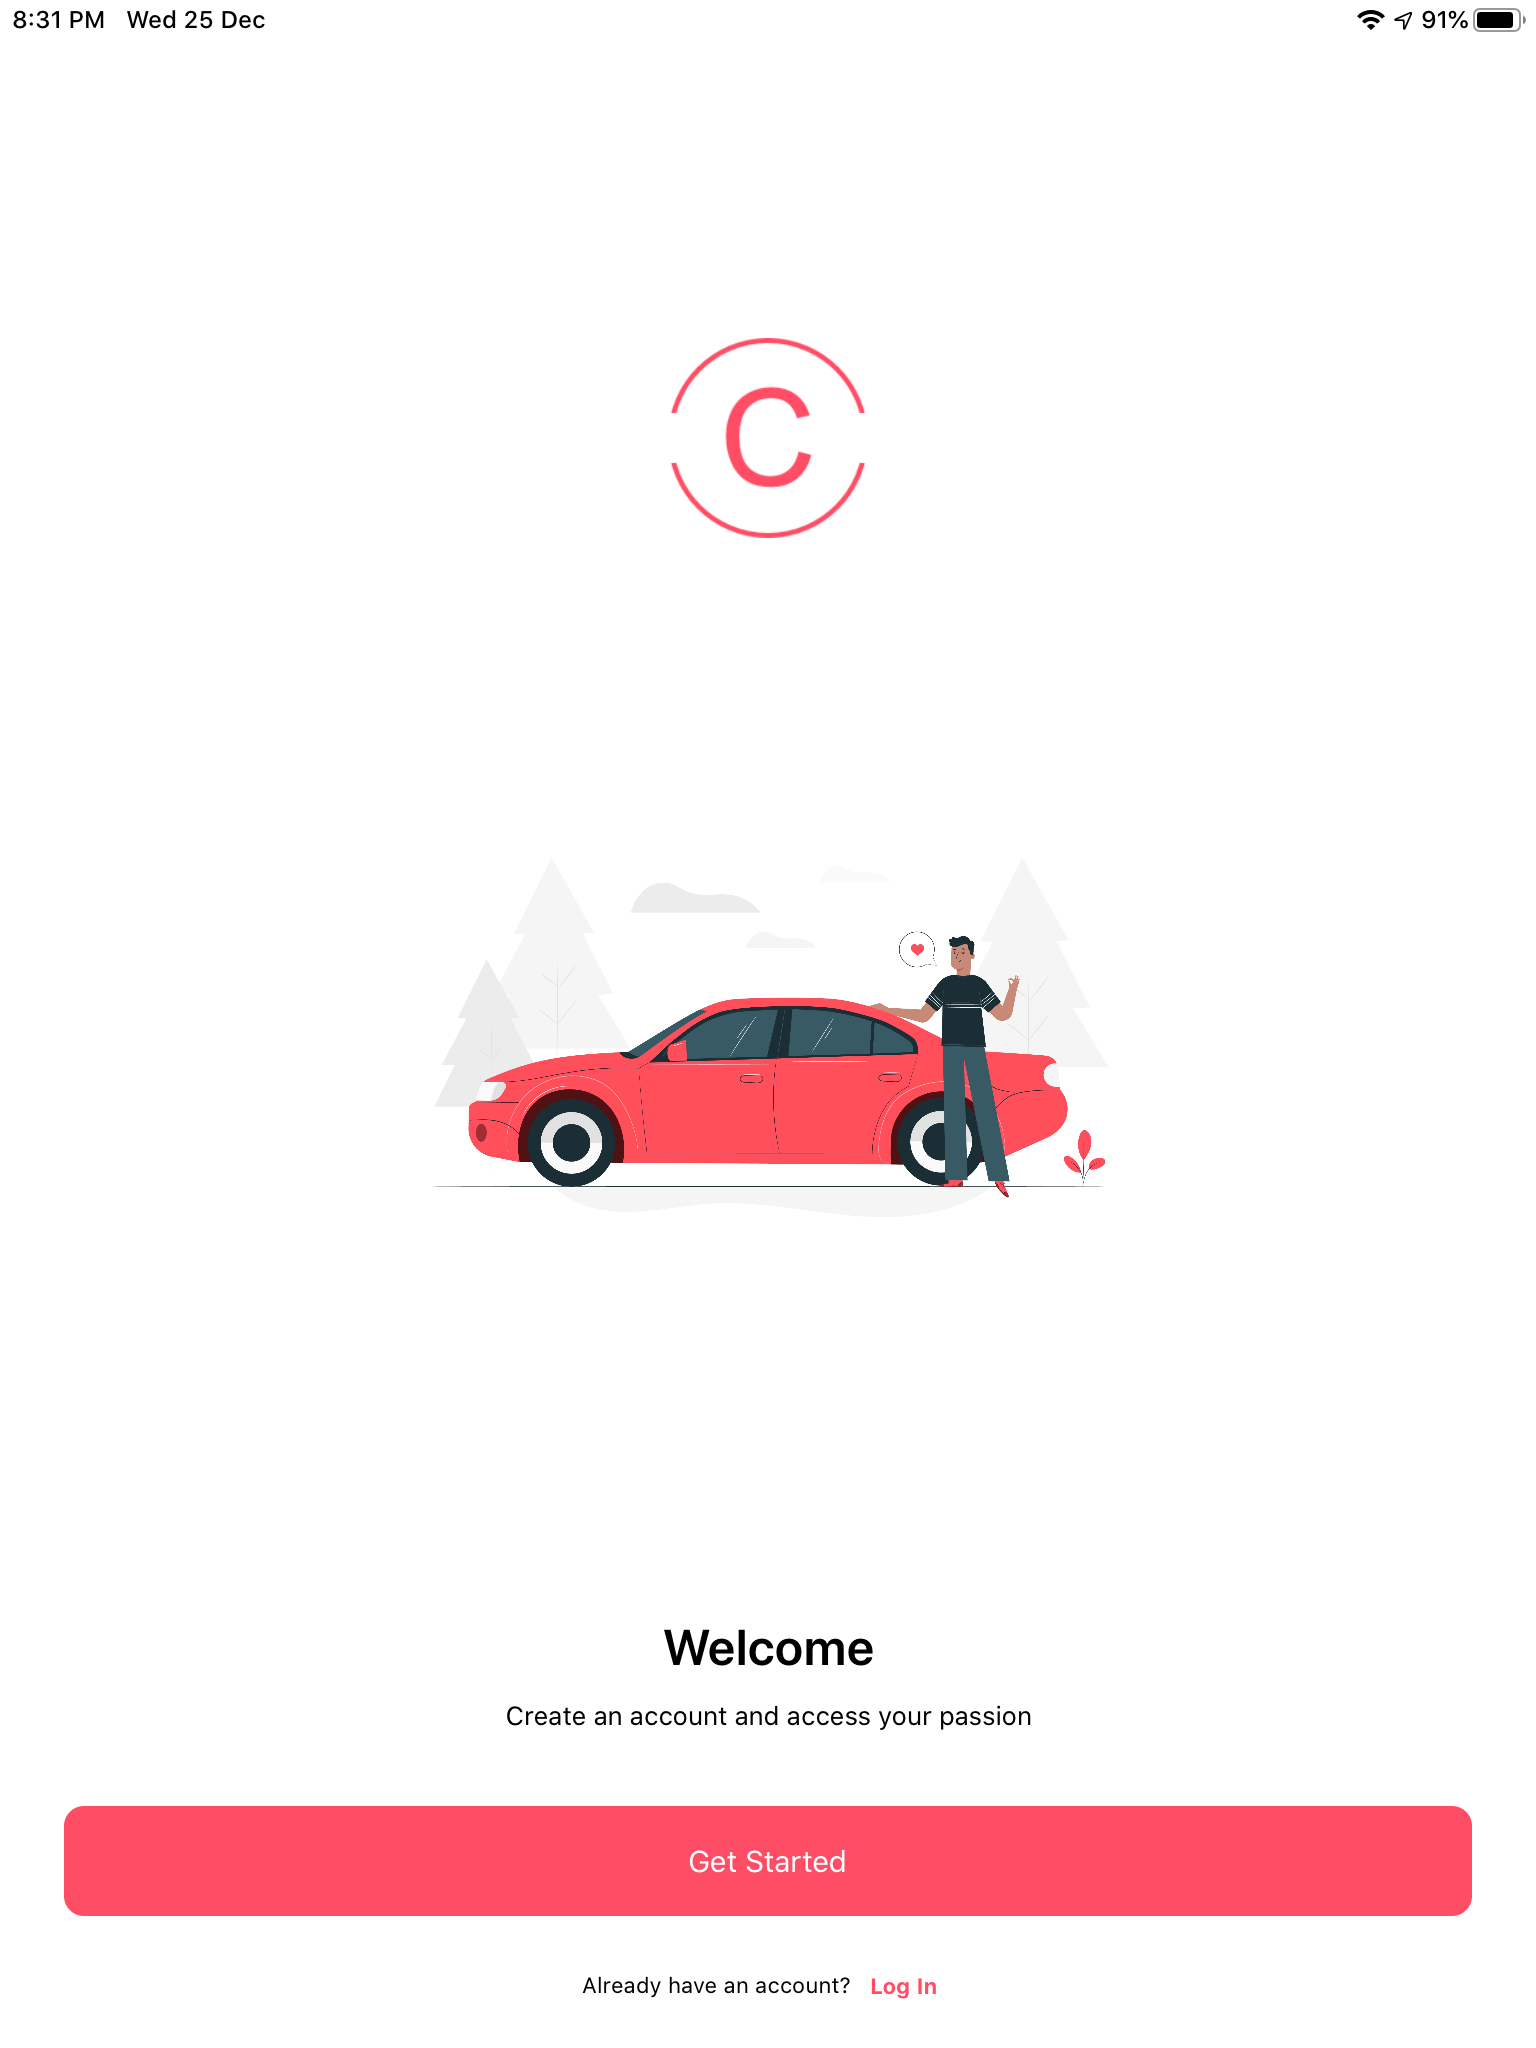 8:31 PM Wed 25 Dec 91%
C
Welcome
Create an account and access your passion
Get Started
Already have an account? Log In